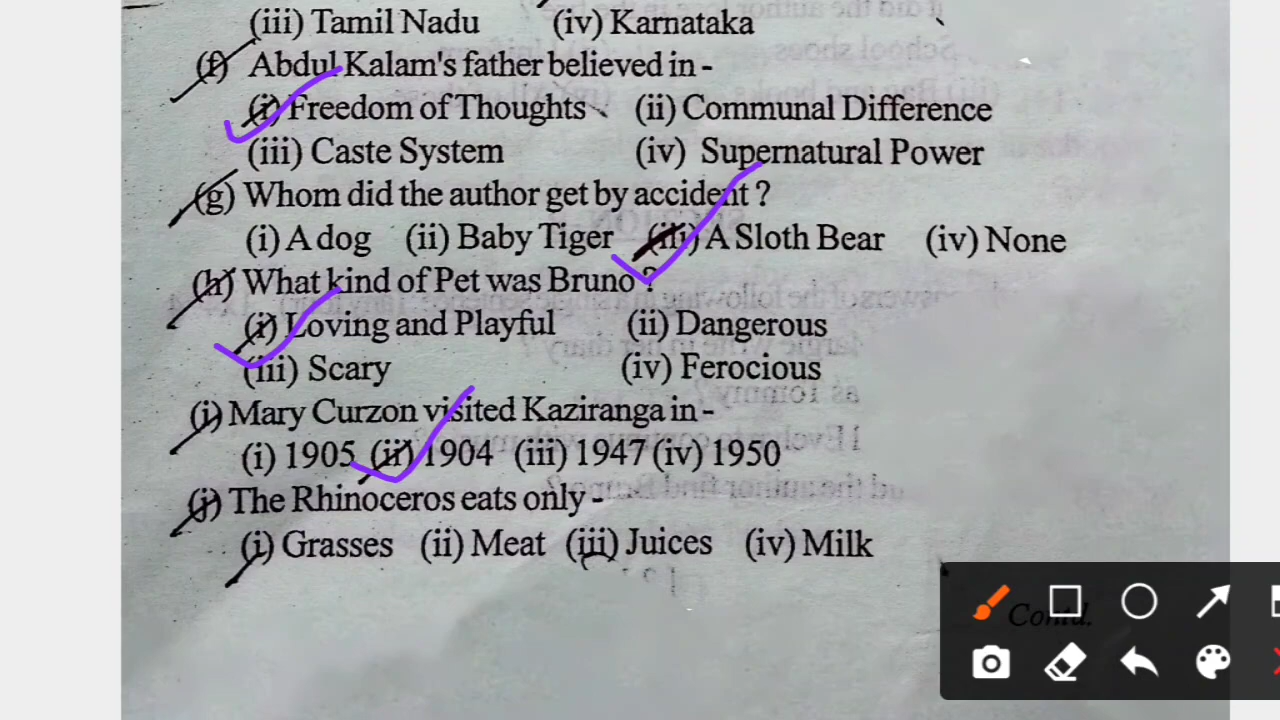 (iii) Tamil Nadu (iv) Karnataka
(f) Abdul Kalam's father believed in -
(i) Freedom of Thoughts (ii) Communal Difference
(iii) Caste System (iv) Supernatural Power
(g) Whom did the author get by accident ?
(i) A dog (ii) Baby Tiger (iii) A Sloth Bear (iv) None
(h) What kind of Pet was Bruno ?
(i) Loving and Playful (ii) Dangerous
(iii) Scary (iv) Ferocious
(i) Mary Curzon visited Kaziranga in -
(i) 1905 (ii) 1904 (iii) 1947 (iv) 1950
(j) The Rhinoceros eats only -
(i) Grasses (ii) Meat (iii) Juices (iv) Milk
Contd.